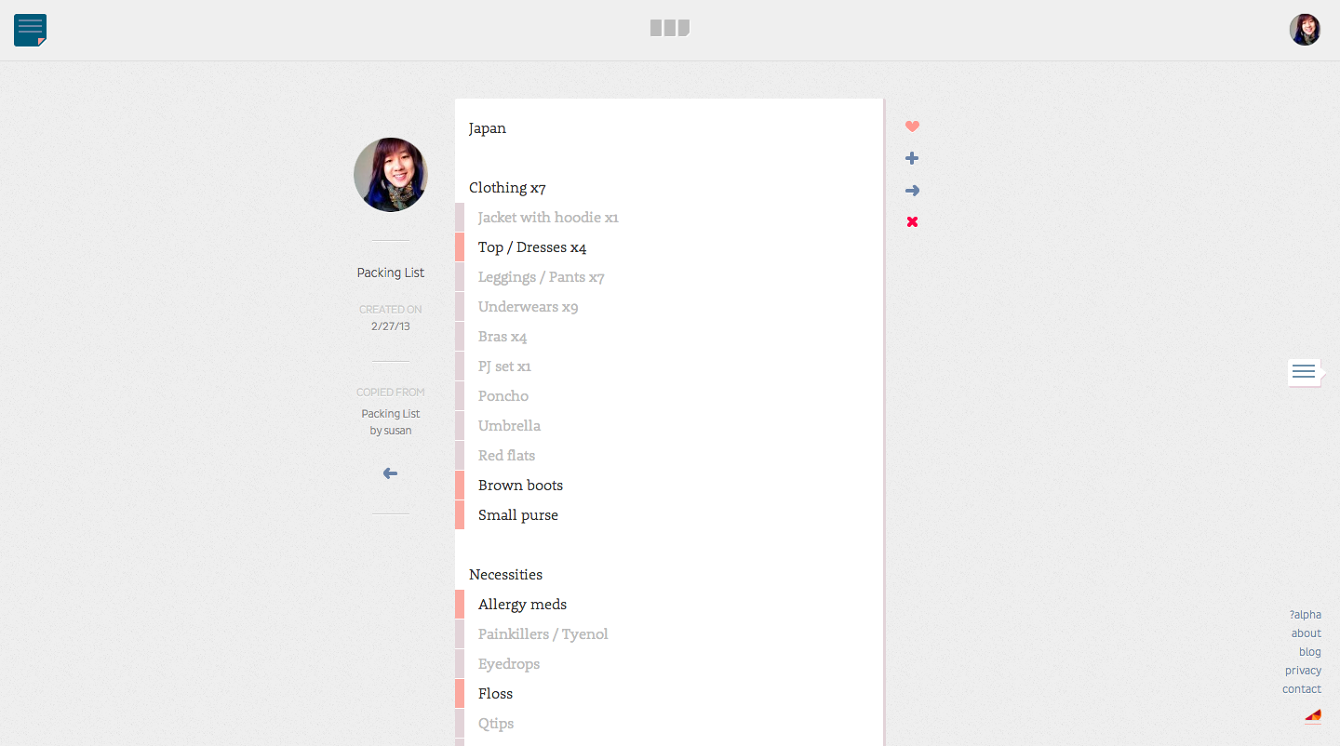 Packing List
CREATED ON
2/27/13
COPIED FROM
Packing List
by susan
Japan
Clothing x7
Jacket with hoodie x1
Top / Dresses x4
Leggings / Pants x7
Underwears x9
Bras x4
PJ set x1
Poncho
Umbrella
Red flats
Brown boots
Small purse
Necessities
Allergy meds
Painkillers / Tyenol
Eyedrops
Floss
Qtips
?alpha
about
blog
privacy
contact